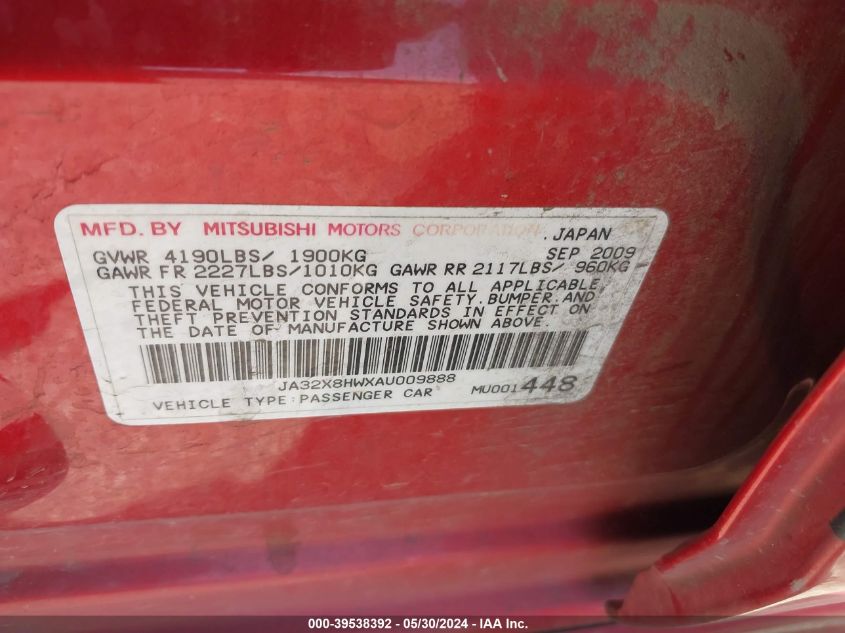 MFD. BY MITSUBISHI MOTORS CORPORATION, JAPAN
GVWR 4190LBS/ 1900KG SEP 2009
GAWR FR 2227LBS/1010KG GAWR RR 2117LBS/ 960KG
THIS VEHICLE CONFORMS TO ALL APPLICABLE
FEDERAL MOTOR VEHICLE SAFETY,BUMPER,AND
THEFT PREVENTION STANDARDS IN EFFECT ON
THE DATE OF MANUFACTURE SHOWN ABOVE.
JA32X8HWXAU009888
VEHICLE TYPE:PASSENGER CAR MU001448
000-39538392 - 05/30/2024 - IAA Inc.